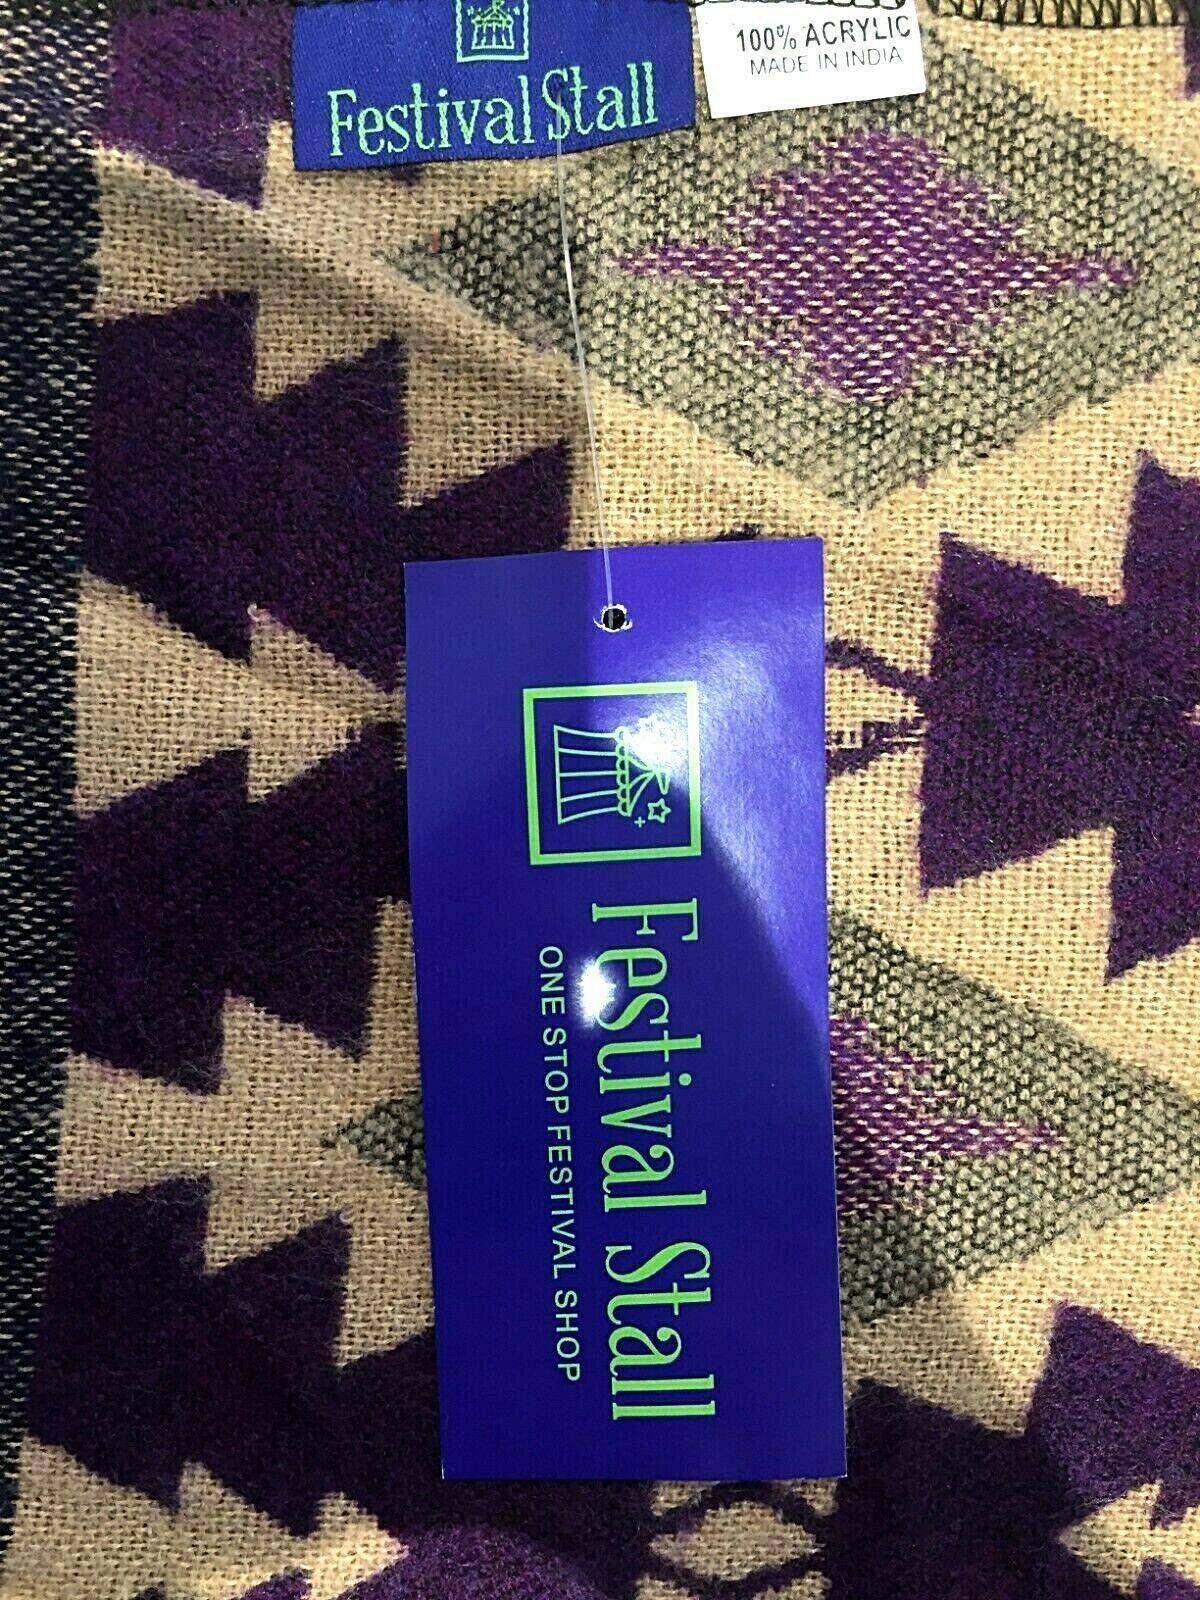 Festival Stall
100% ACRYLIC
MADE IN INDIA
Festival Stall
ONE STOP FESTIVAL SHOP